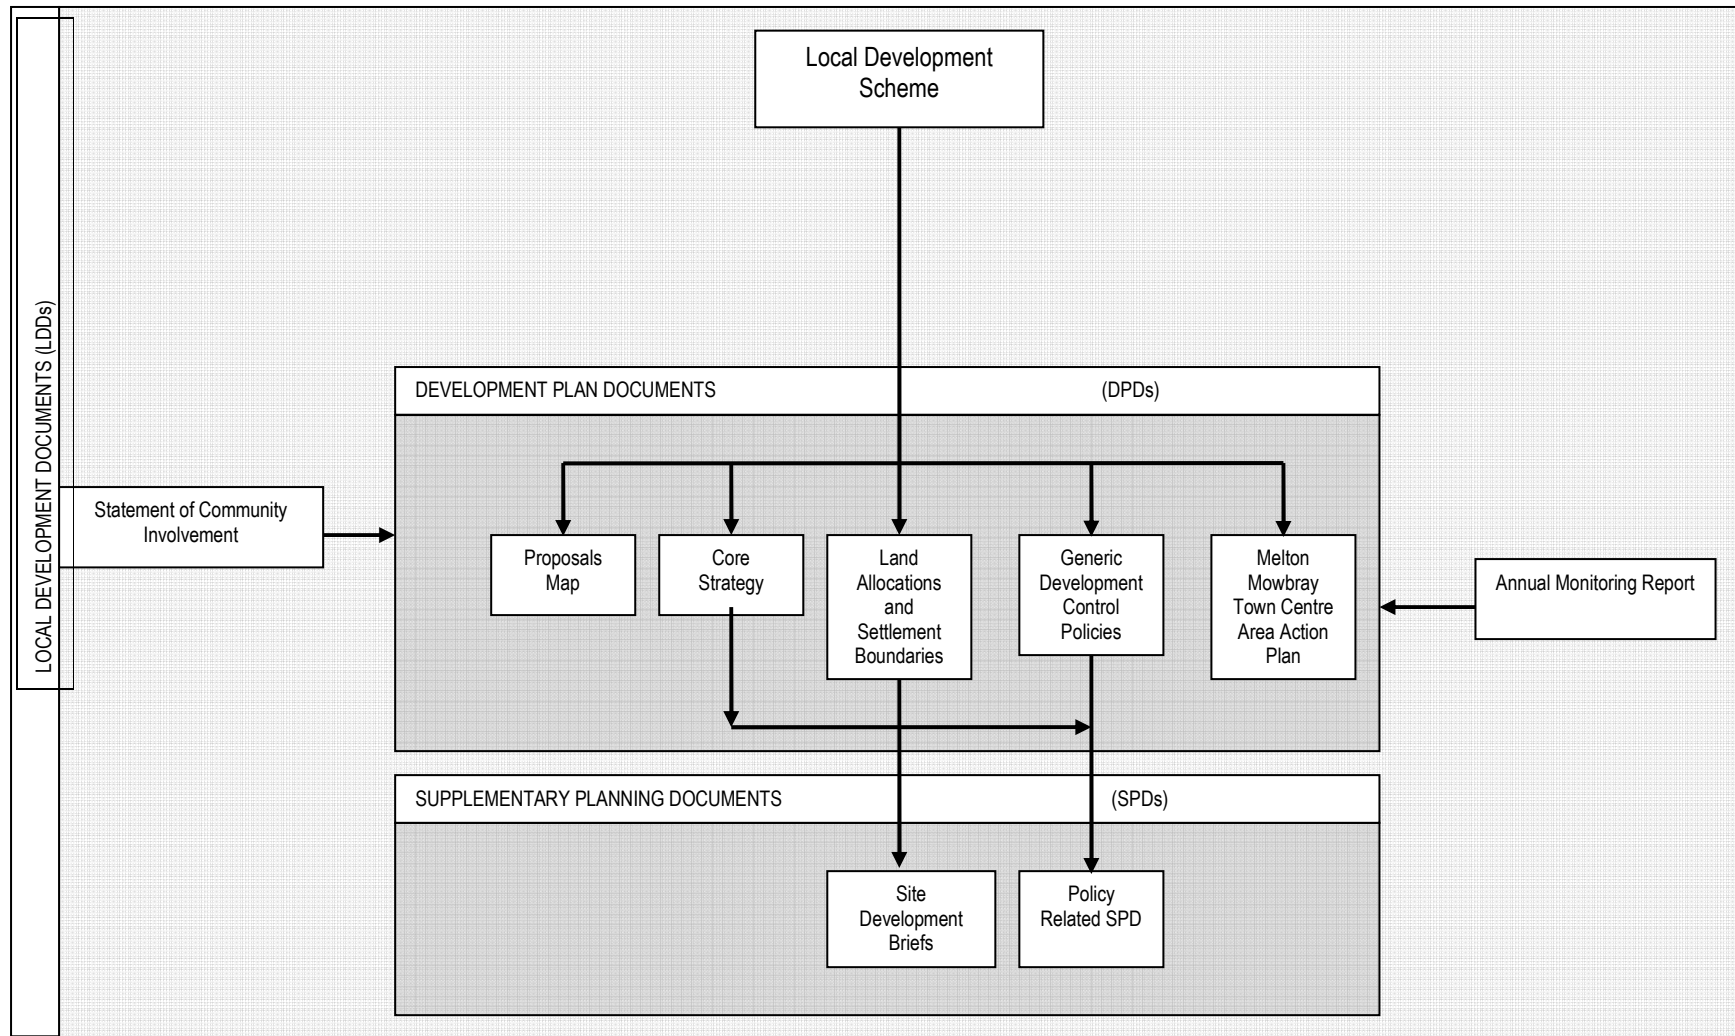 Local Development
Scheme
LOCAL DEVELOPMENT DOCUMENTS (LDDs)
DEVELOPMENT PLAN DOCUMENTS (DPDs)
Statement of Community
Involvement
Proposals
Map
Core
Strategy
Land
Allocations
and
Settlement
Boundaries
Generic
Development
Control
Policies
Melton
Mowbray
Town Centre
Area Action
Plan
Annual Monitoring Report
SUPPLEMENTARY PLANNING DOCUMENTS (SPDs)
Site
Development
Briefs
Policy
Related SPD